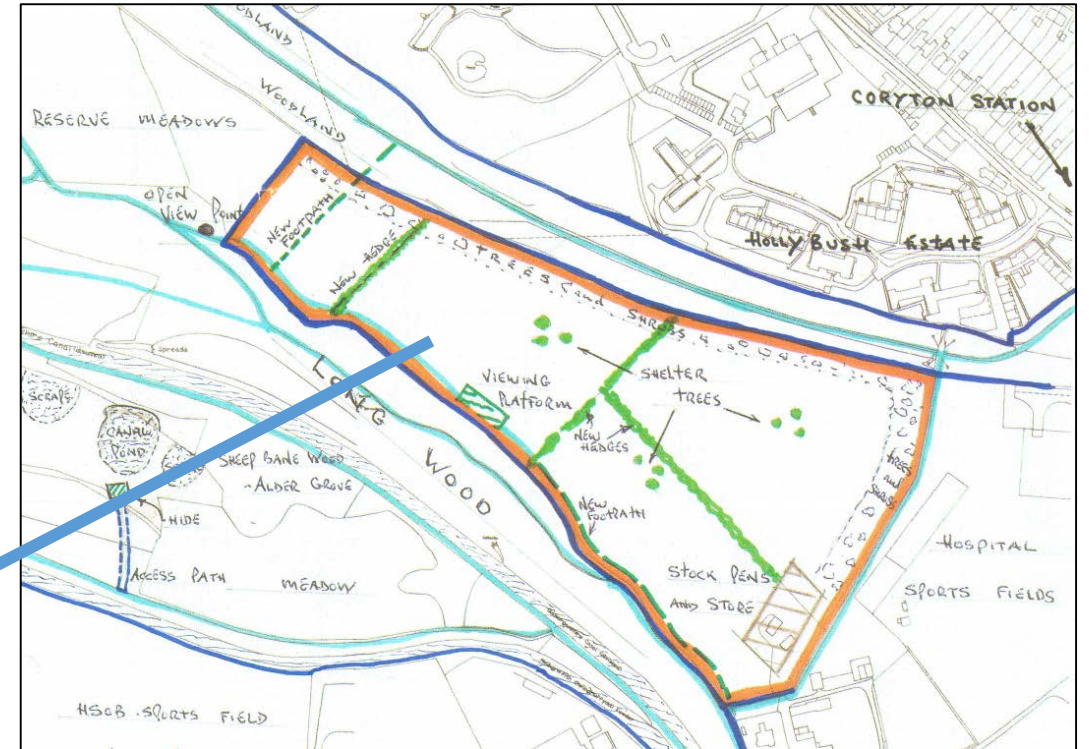 WOODLAND
WOODLAND
RESERVE MEADOWS
CORYTON STATION
OPEN
VIEW POINT
NEW
FOOTPATH
NEW HEDGE
TREES and SHRUBS
HOLLY BUSH ESTATE
SHELTER
TREES
VIEWING
PLATFORM
NEW
HEDGES
LONG WOOD
SCRAPE
CANAL
POND
SHEEP BANE WOOD
- ALDER GROVE
HIDE
NEW
FOOTPATH
TREES and SHRUBS
HOSPITAL
SPORTS FIELDS
STOCK PENS
AND STORE
ACCESS PATH
MEADOW
HSOB SPORTS FIELD
Spreads